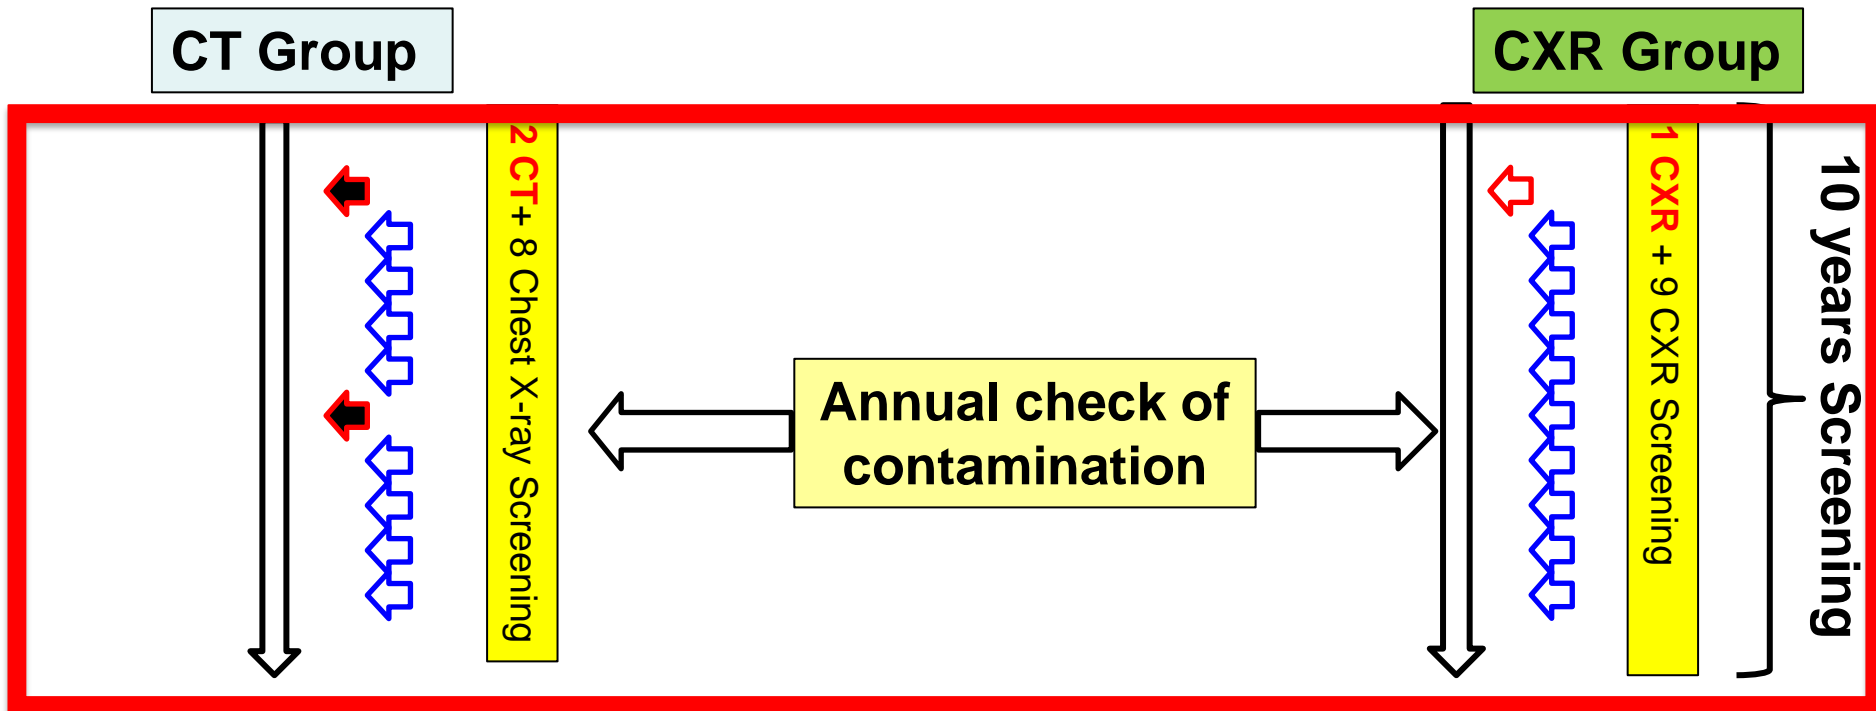 CT Group
CXR Group
2 CT+ 8 Chest X-ray Screening
Annual check of
contamination
1 CXR + 9 CXR Screening
10 years Screening